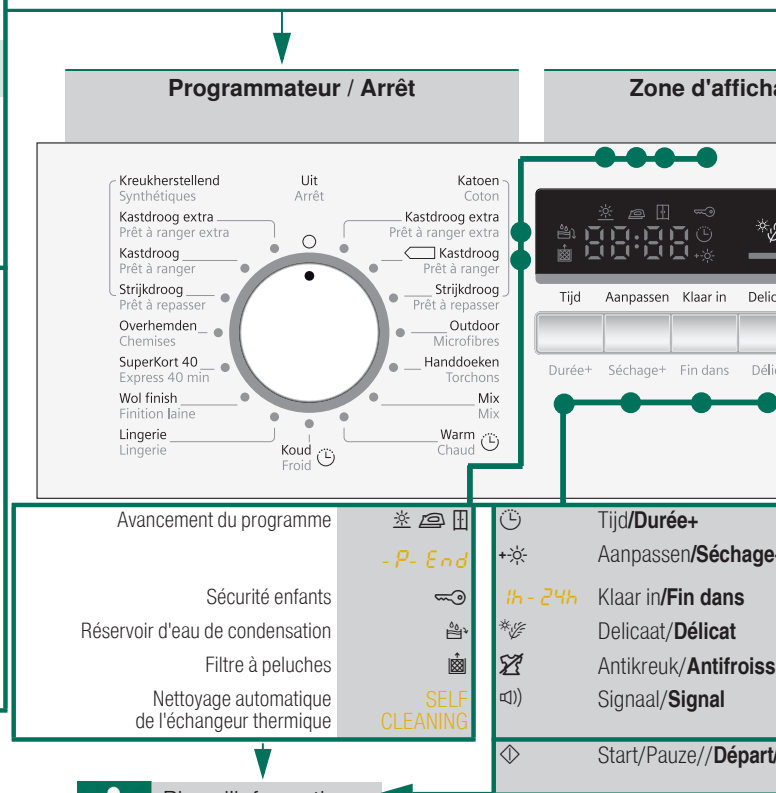 Programmateur / Arrêt
Zone d'afficha
Kreukherstellend
Synthétiques
Kastdroog extra
Prêt à ranger extra
Kastdroog
Prêt à ranger
Strijkdroog
Prêt à repasser
Overhemden
Chemises
SuperKort 40
Express 40 min
Wol finish
Finition laine
Lingerie
Lingerie
Uit
Arrêt
Koud
Froid
Katoen
Coton
Kastdroog extra
Prêt à ranger extra
Kastdroog
Prêt à ranger
Strijkdroog
Prêt à repasser
Outdoor
Microfibres
Handdoeken
Torchons
Mix
Mix
Warm
Chaud
88:88
Tijd Aanpassen Klaar in Delic
Durée+ Séchage+ Fin dans Déli
Avancement du programme
-P- End
Sécurité enfants
Réservoir d'eau de condensation
Filtre à peluches
Nettoyage automatique
de l'échangeur thermique
SELF
CLEANING
Tijd/Durée+
Aanpassen/Séchage+
1h - 24h Klaar in/Fin dans
Delicaat/Délicat
Antikreuk/Antifroiss
Signaal/Signal
Start/Pauze//Départ/